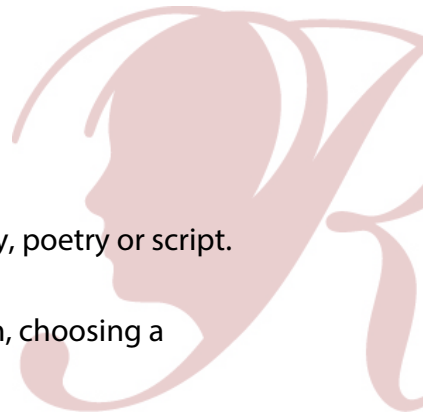 , poetry or script.
, choosing a